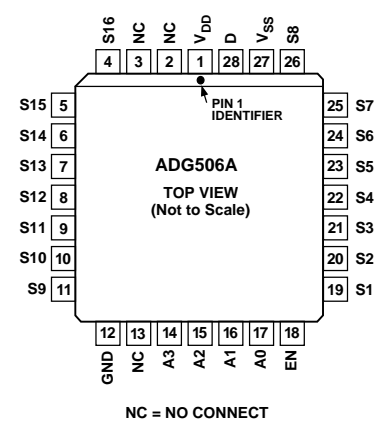 S16 NC NC VDD D VSS S8
4 3 2 1 28 27 26
PIN 1
IDENTIFIER
S15 5
S14 6
S13 7
S12 8
S11 9
S10 10
S9 11
ADG506A
TOP VIEW
(Not to Scale)
25 S7
24 S6
23 S5
22 S4
21 S3
20 S2
19 S1
12 13 14 15 16 17 18
GND NC A3 A2 A1 A0 EN
NC = NO CONNECT